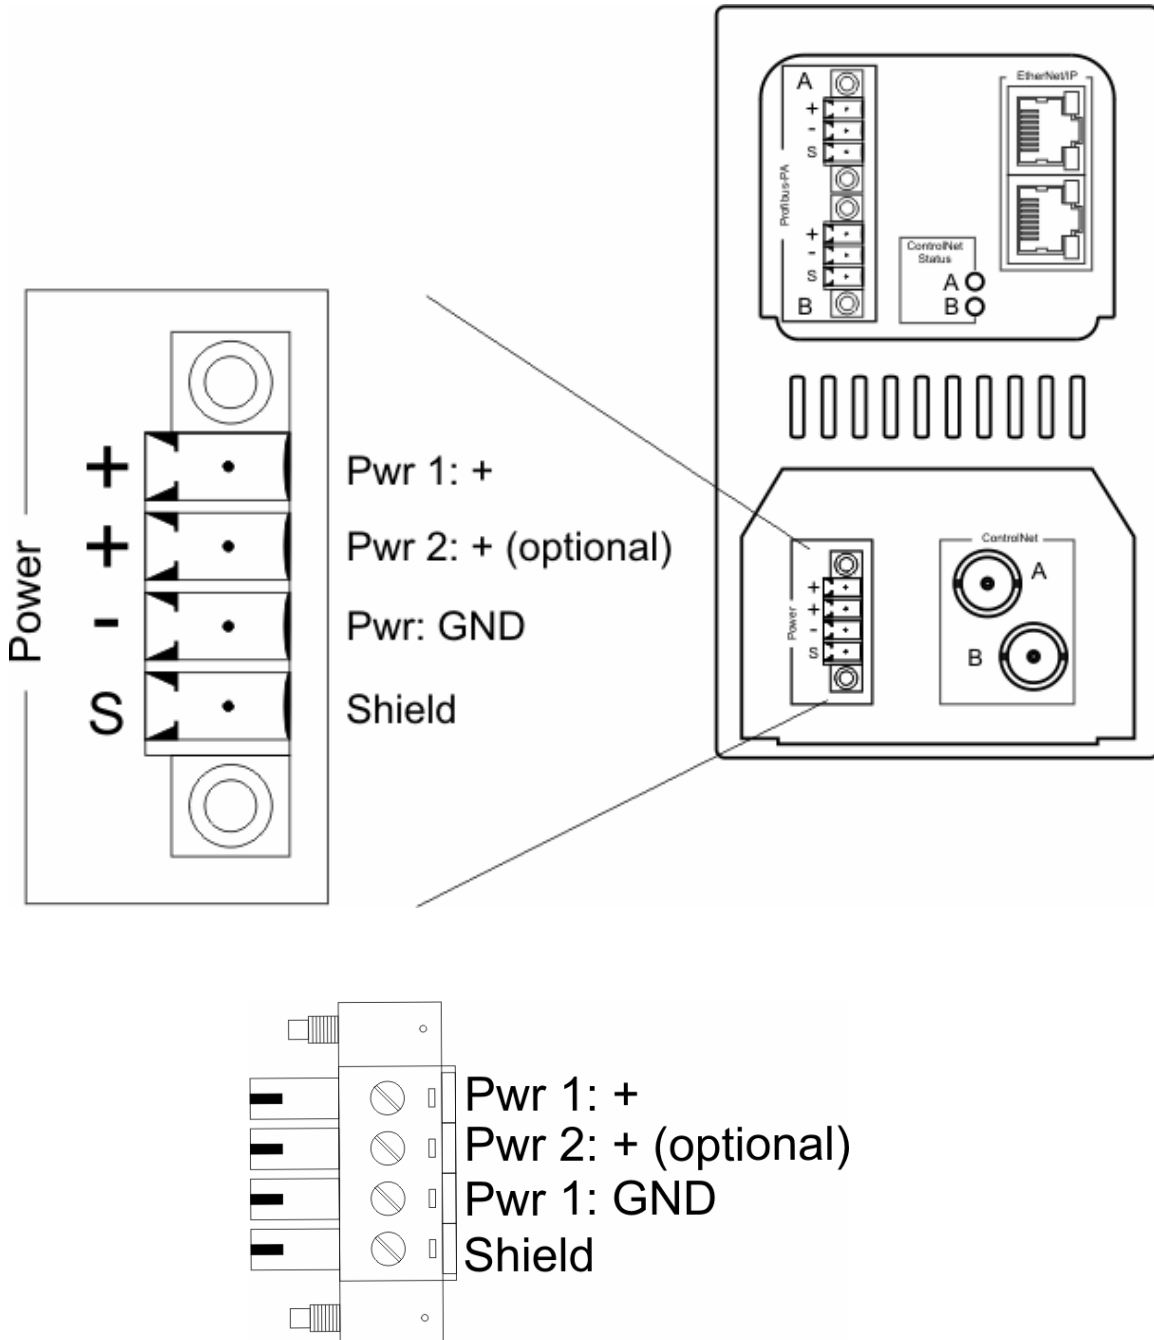 A
+
-
S
Profibus-PA
+
-
S
B
EtherNet/IP
ControlNet
Status
A
B
Power
+
+
-
S
Pwr 1: +
Pwr 2: + (optional)
Pwr: GND
Shield
Power
+
+
-
S
ControlNet
A
B
Pwr 1: +
Pwr 2: + (optional)
Pwr 1: GND
Shield